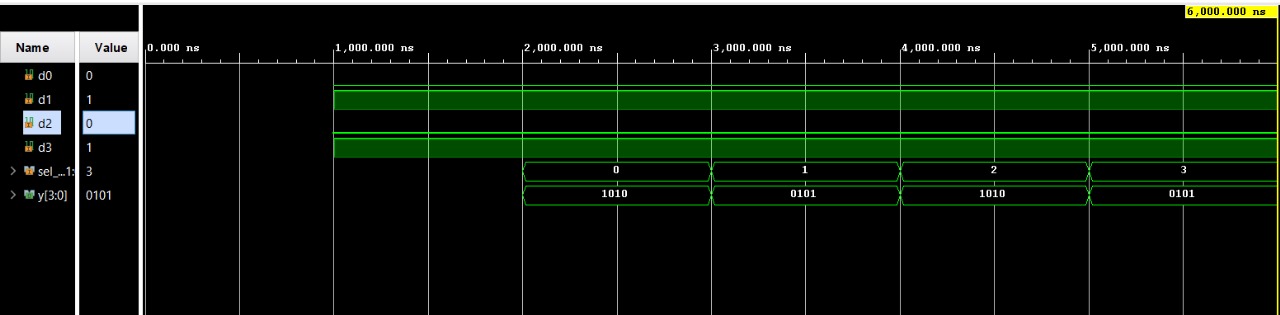 6,000.000 ns
Name Value 0.000 ns 1,000.000 ns 2,000.000 ns 3,000.000 ns 4,000.000 ns 5,000.000 ns
d0 0
d1 1
d2 0
d3 1
sel_...1: 3 0 1 2 3
y[3:0] 0101 1010 0101 1010 0101